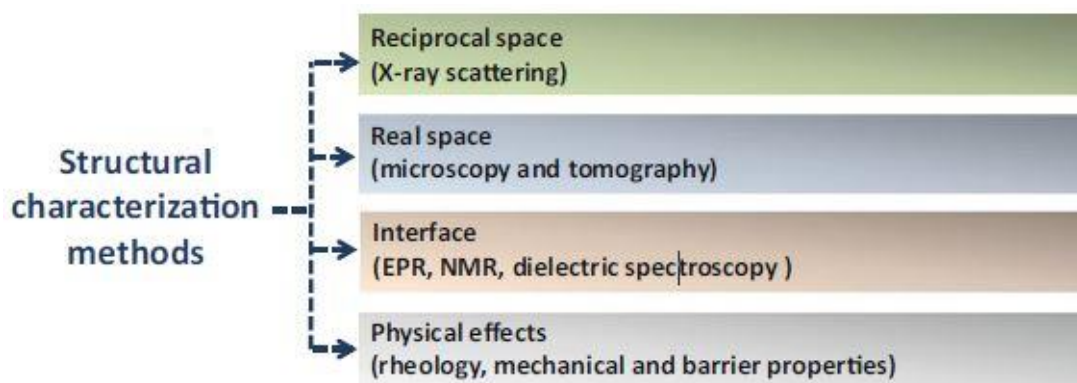 Structural
characterization
methods
Reciprocal space
(X-ray scattering)
Real space
(microscopy and tomography)
Interface
(EPR, NMR, dielectric spectroscopy )
Physical effects
(rheology, mechanical and barrier properties)